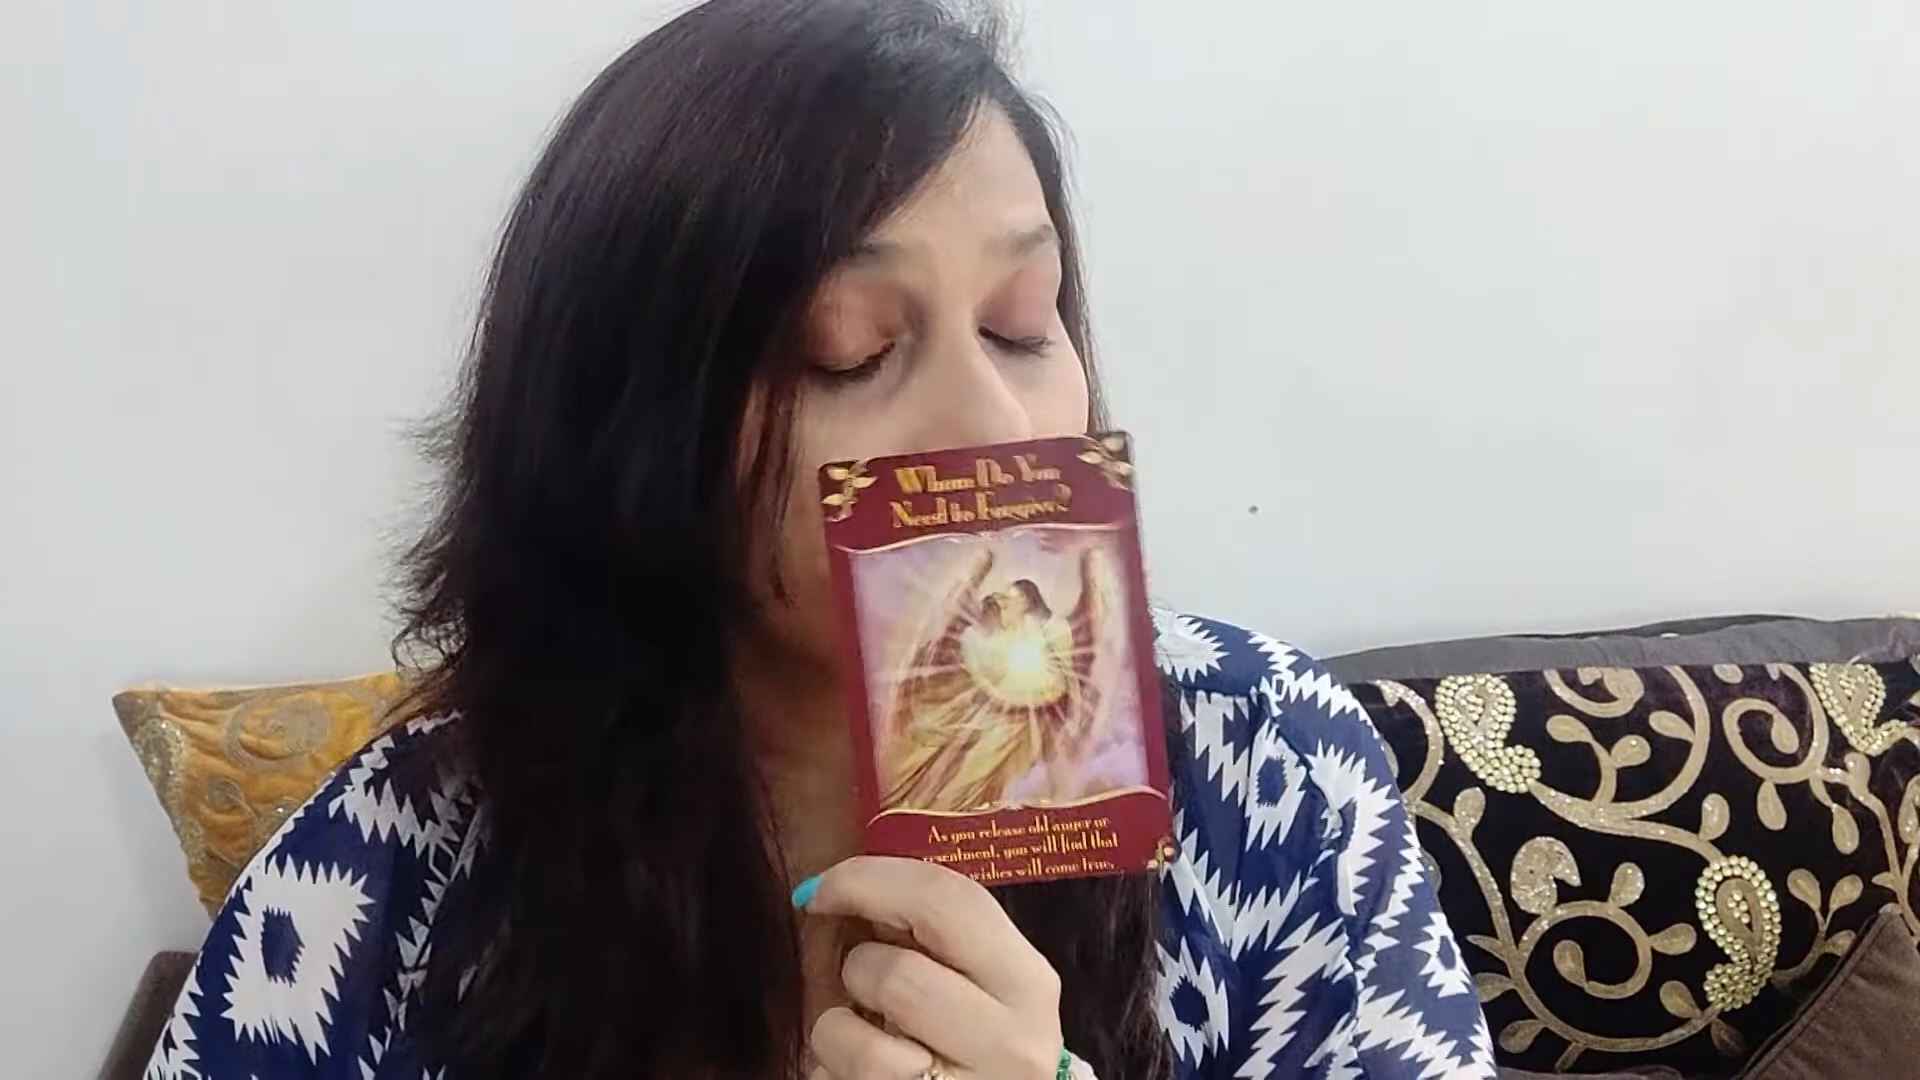 Whom Do You
Need to Forgive?
As you release old anger or
resentment, you will find that
wishes will come true.